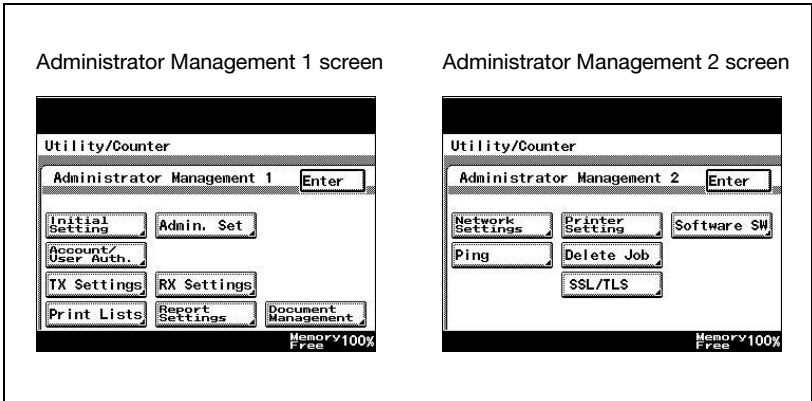 Administrator Management 1 screen
Utility/Counter
Administrator Management 1
Enter
Initial
Setting
Admin. Set
Account/
User Auth.
TX Settings
RX Settings
Print Lists
Report
Settings
Document
Management
Memory
Free 100%
Administrator Management 2 screen
Utility/Counter
Administrator Management 2
Enter
Network
Settings
Printer
Setting
Software SW
Ping
Delete Job
SSL/TLS
Memory
Free 100%